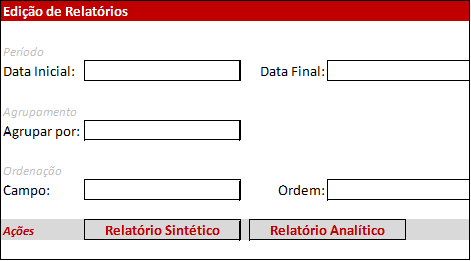 Edição de Relatórios
Período
Data Inicial: Data Final:
Agrupamento
Agrupar por:
Ordenação
Campo: Ordem:
Ações Relatório Sintético Relatório Analítico